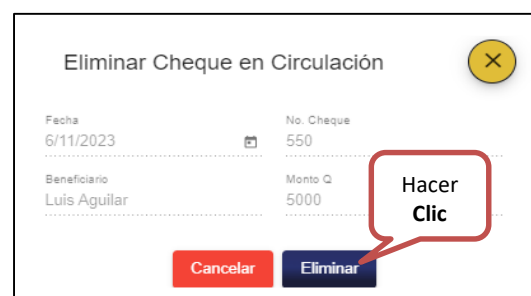 Eliminar Cheque en Circulación
Fecha
No. Cheque
6/11/2023
550
Beneficiario
Monto Q
Luis Aguilar
5000
Hacer
Clic
Cancelar
Eliminar